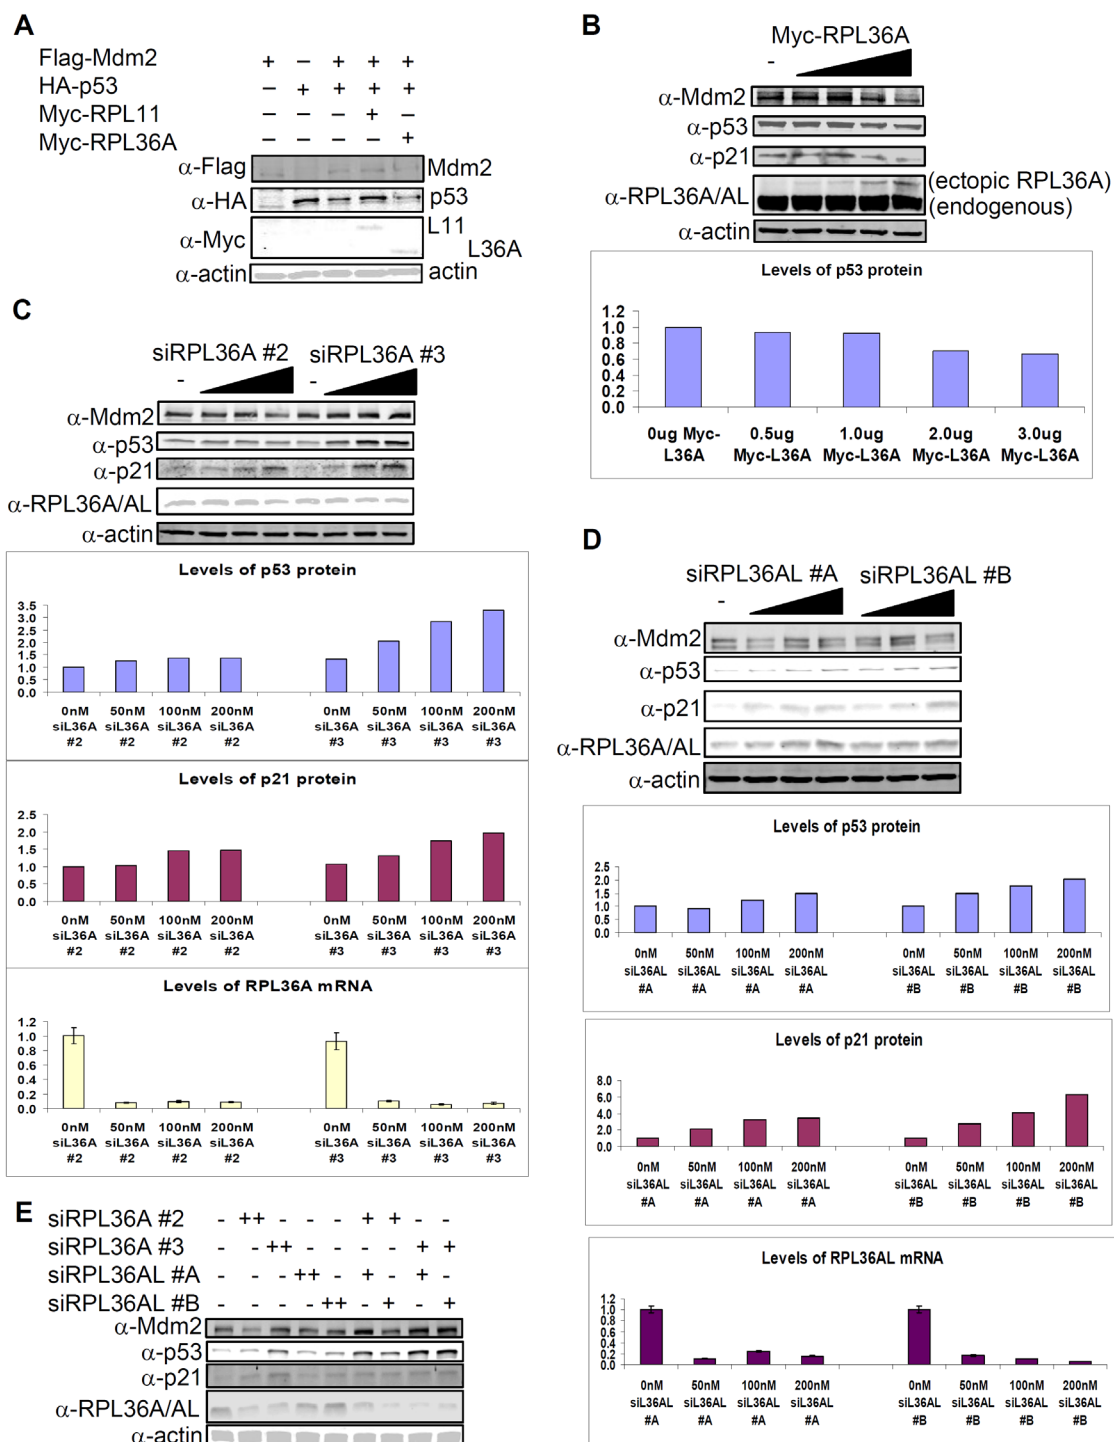 A
Flag-Mdm2 + – + + +
HA-p53 – + + + +
Myc-RPL11 – – – + –
Myc-RPL36A – – – – +
α-Flag Mdm2
α-HA p53
α-Myc L11
L36A
α-actin actin
B
Myc-RPL36A
-
α-Mdm2
α-p53
α-p21
α-RPL36A/AL (ectopic RPL36A)
(endogenous)
α-actin
Levels of p53 protein
1.2
1.0
0.8
0.6
0.4
0.2
0.0
0ug Myc- 0.5ug 1.0ug 2.0ug 3.0ug
L36A Myc-L36A Myc-L36A Myc-L36A Myc-L36A
C
siRPL36A #2 siRPL36A #3
- -
α-Mdm2
α-p53
α-p21
α-RPL36A/AL
α-actin
Levels of p53 protein
3.5
3.0
2.5
2.0
1.5
1.0
0.5
0.0
0nM 50nM 100nM 200nM 0nM 50nM 100nM 200nM
siL36A siL36A siL36A siL36A siL36A siL36A siL36A siL36A
#2 #2 #2 #2 #3 #3 #3 #3
Levels of p21 protein
2.5
2.0
1.5
1.0
0.5
0.0
0nM 50nM 100nM 200nM 0nM 50nM 100nM 200nM
siL36A siL36A siL36A siL36A siL36A siL36A siL36A siL36A
#2 #2 #2 #2 #3 #3 #3 #3
Levels of RPL36A mRNA
1.2
1.0
0.8
0.6
0.4
0.2
0.0
0nM 50nM 100nM 200nM 0nM 50nM 100nM 200nM
siL36A siL36A siL36A siL36A siL36A siL36A siL36A siL36A
#2 #2 #2 #2 #3 #3 #3 #3
D
siRPL36AL #A siRPL36AL #B
-
α-Mdm2
α-p53
α-p21
α-RPL36A/AL
α-actin
Levels of p53 protein
2.5
2.0
1.5
1.0
0.5
0.0
0nM 50nM 100nM 200nM 0nM 50nM 100nM 200nM
siL36AL siL36AL siL36AL siL36AL siL36AL siL36AL siL36AL siL36AL
#A #A #A #A #B #B #B #B
Levels of p21 protein
8.0
6.0
4.0
2.0
0.0
0nM 50nM 100nM 200nM 0nM 50nM 100nM 200nM
siL36AL siL36AL siL36AL siL36AL siL36AL siL36AL siL36AL siL36AL
#A #A #A #A #B #B #B #B
Levels of RPL36AL mRNA
1.2
1.0
0.8
0.6
0.4
0.2
0.0
0nM 50nM 100nM 200nM 0nM 50nM 100nM 200nM
siL36AL siL36AL siL36AL siL36AL siL36AL siL36AL siL36AL siL36AL
#A #A #A #A #B #B #B #B
E
siRPL36A #2 - ++ - - - + + - -
siRPL36A #3 - - ++ - - - - + +
siRPL36AL #A - - - ++ - + - + -
siRPL36AL #B - - - - ++ - + - +
α-Mdm2
α-p53
α-p21
α-RPL36A/AL
α-actin